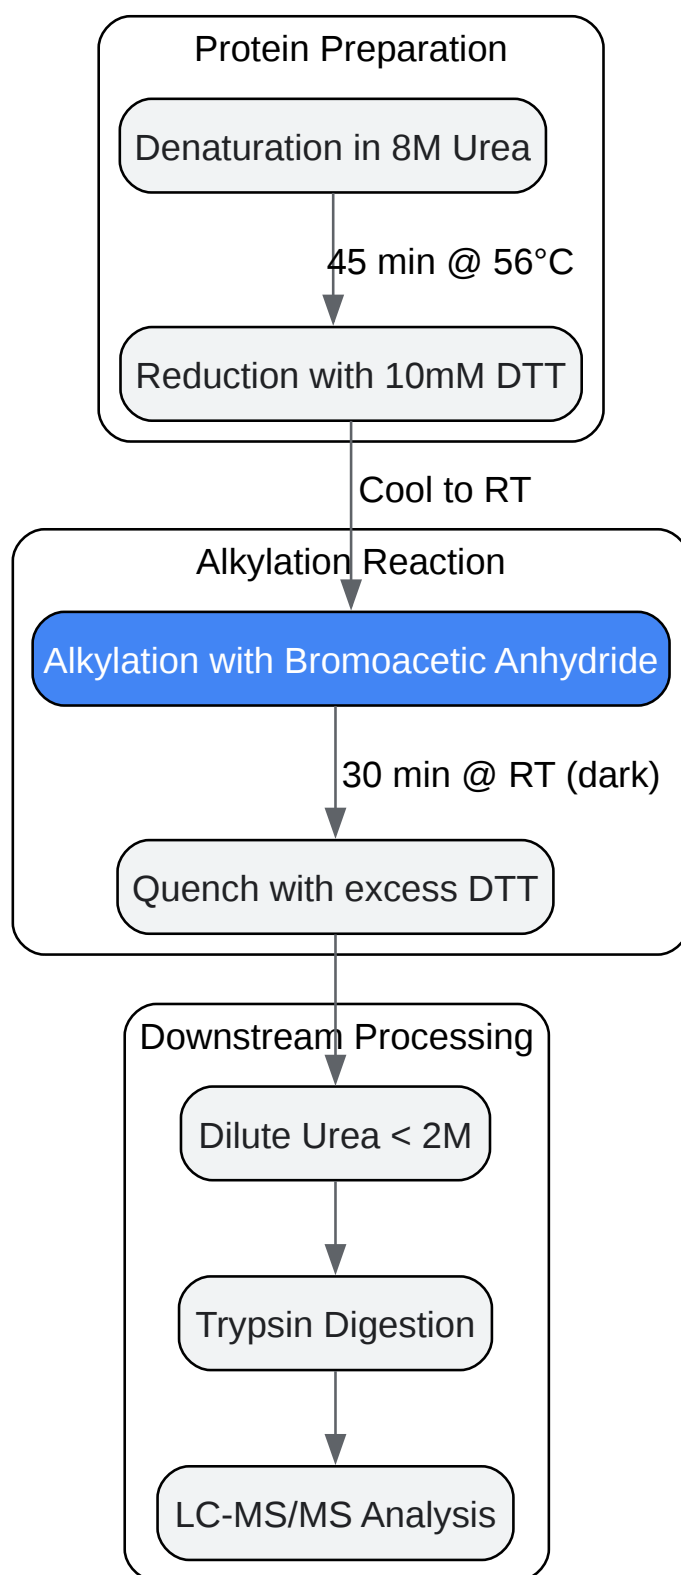 Protein Preparation
Denaturation in 8M Urea
45 min @ 56°C
Reduction with 10mM DTT
Cool to RT
Alkylation Reaction
Alkylation with Bromoacetic Anhydride
30 min @ RT (dark)
Quench with excess DTT
Downstream Processing
Dilute Urea < 2M
Trypsin Digestion
LC-MS/MS Analysis